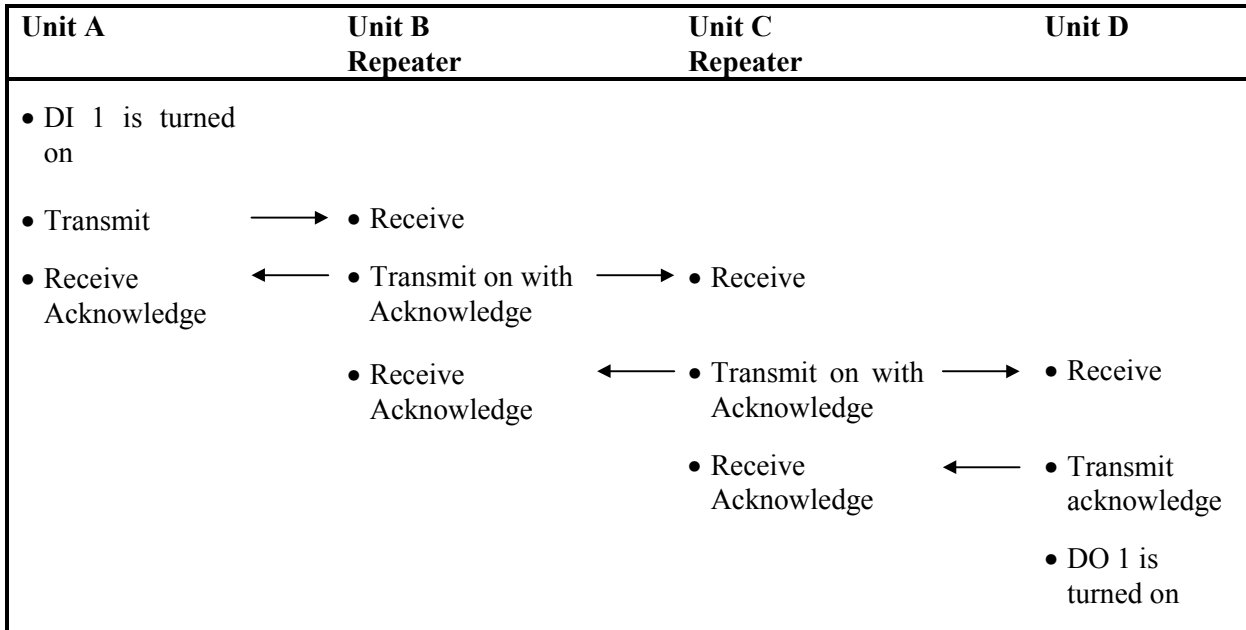 Unit A Unit B Unit C Unit D
Repeater Repeater
• DI 1 is turned
on
• Transmit • Receive
• Receive • Transmit on with • Receive
Acknowledge Acknowledge
• Receive • Transmit on with • Receive
Acknowledge Acknowledge
• Receive • Transmit
Acknowledge acknowledge
• DO 1 is
turned on